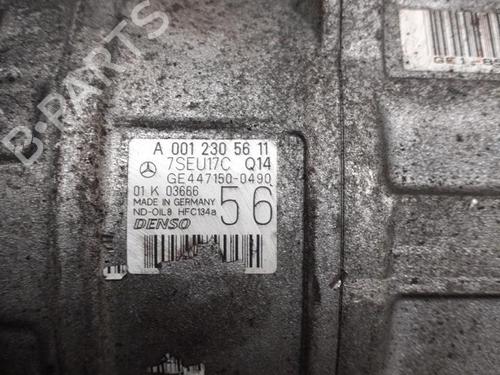 B-PARTS
A 001 230 56 11
7SEU17C Q14
GE447150-0490
01 K 03666
MADE IN GERMANY
ND-OIL8 HFC134a
56
DENSO